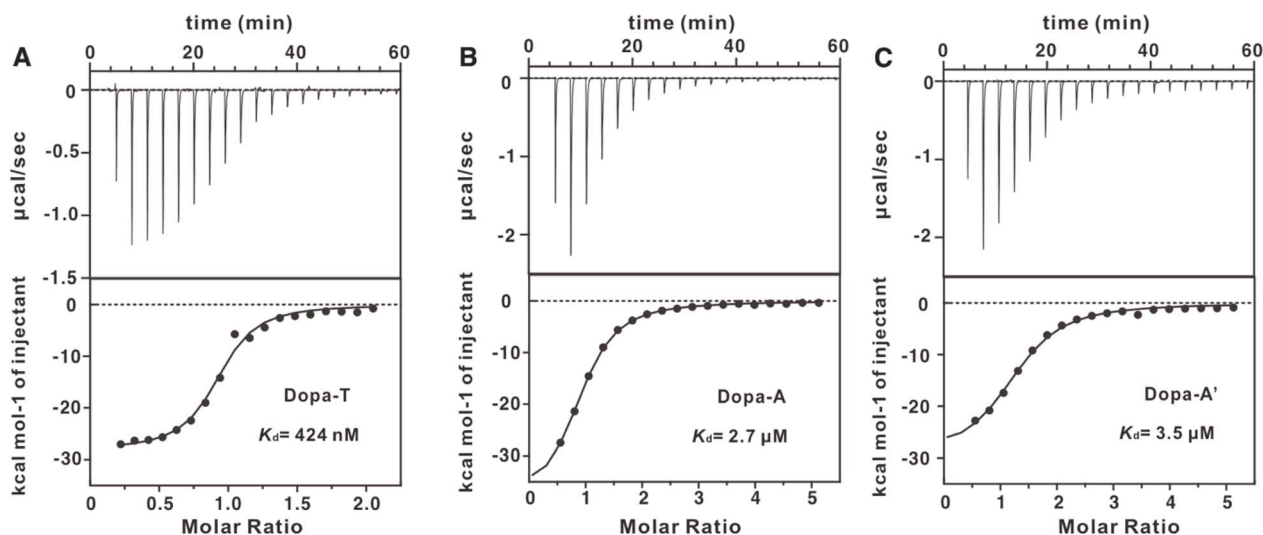 A
time (min)
0 20 40 60
0
-0.5
-1.0
-1.5
µcal/sec
0
-10
-20
-30
kcal mol-1 of injectant
Dopa-T
Kd= 424 nM
0 0.5 1.0 1.5 2.0
Molar Ratio
B
time (min)
0 20 40 60
0
-1
-2
µcal/sec
0
-10
-20
-30
kcal mol-1 of injectant
Dopa-A
Kd= 2.7 µM
0 1 2 3 4 5
Molar Ratio
C
time (min)
0 20 40 60
0
-1
-2
µcal/sec
0
-10
-20
-30
kcal mol-1 of injectant
Dopa-A'
Kd= 3.5 µM
0 1 2 3 4 5
Molar Ratio